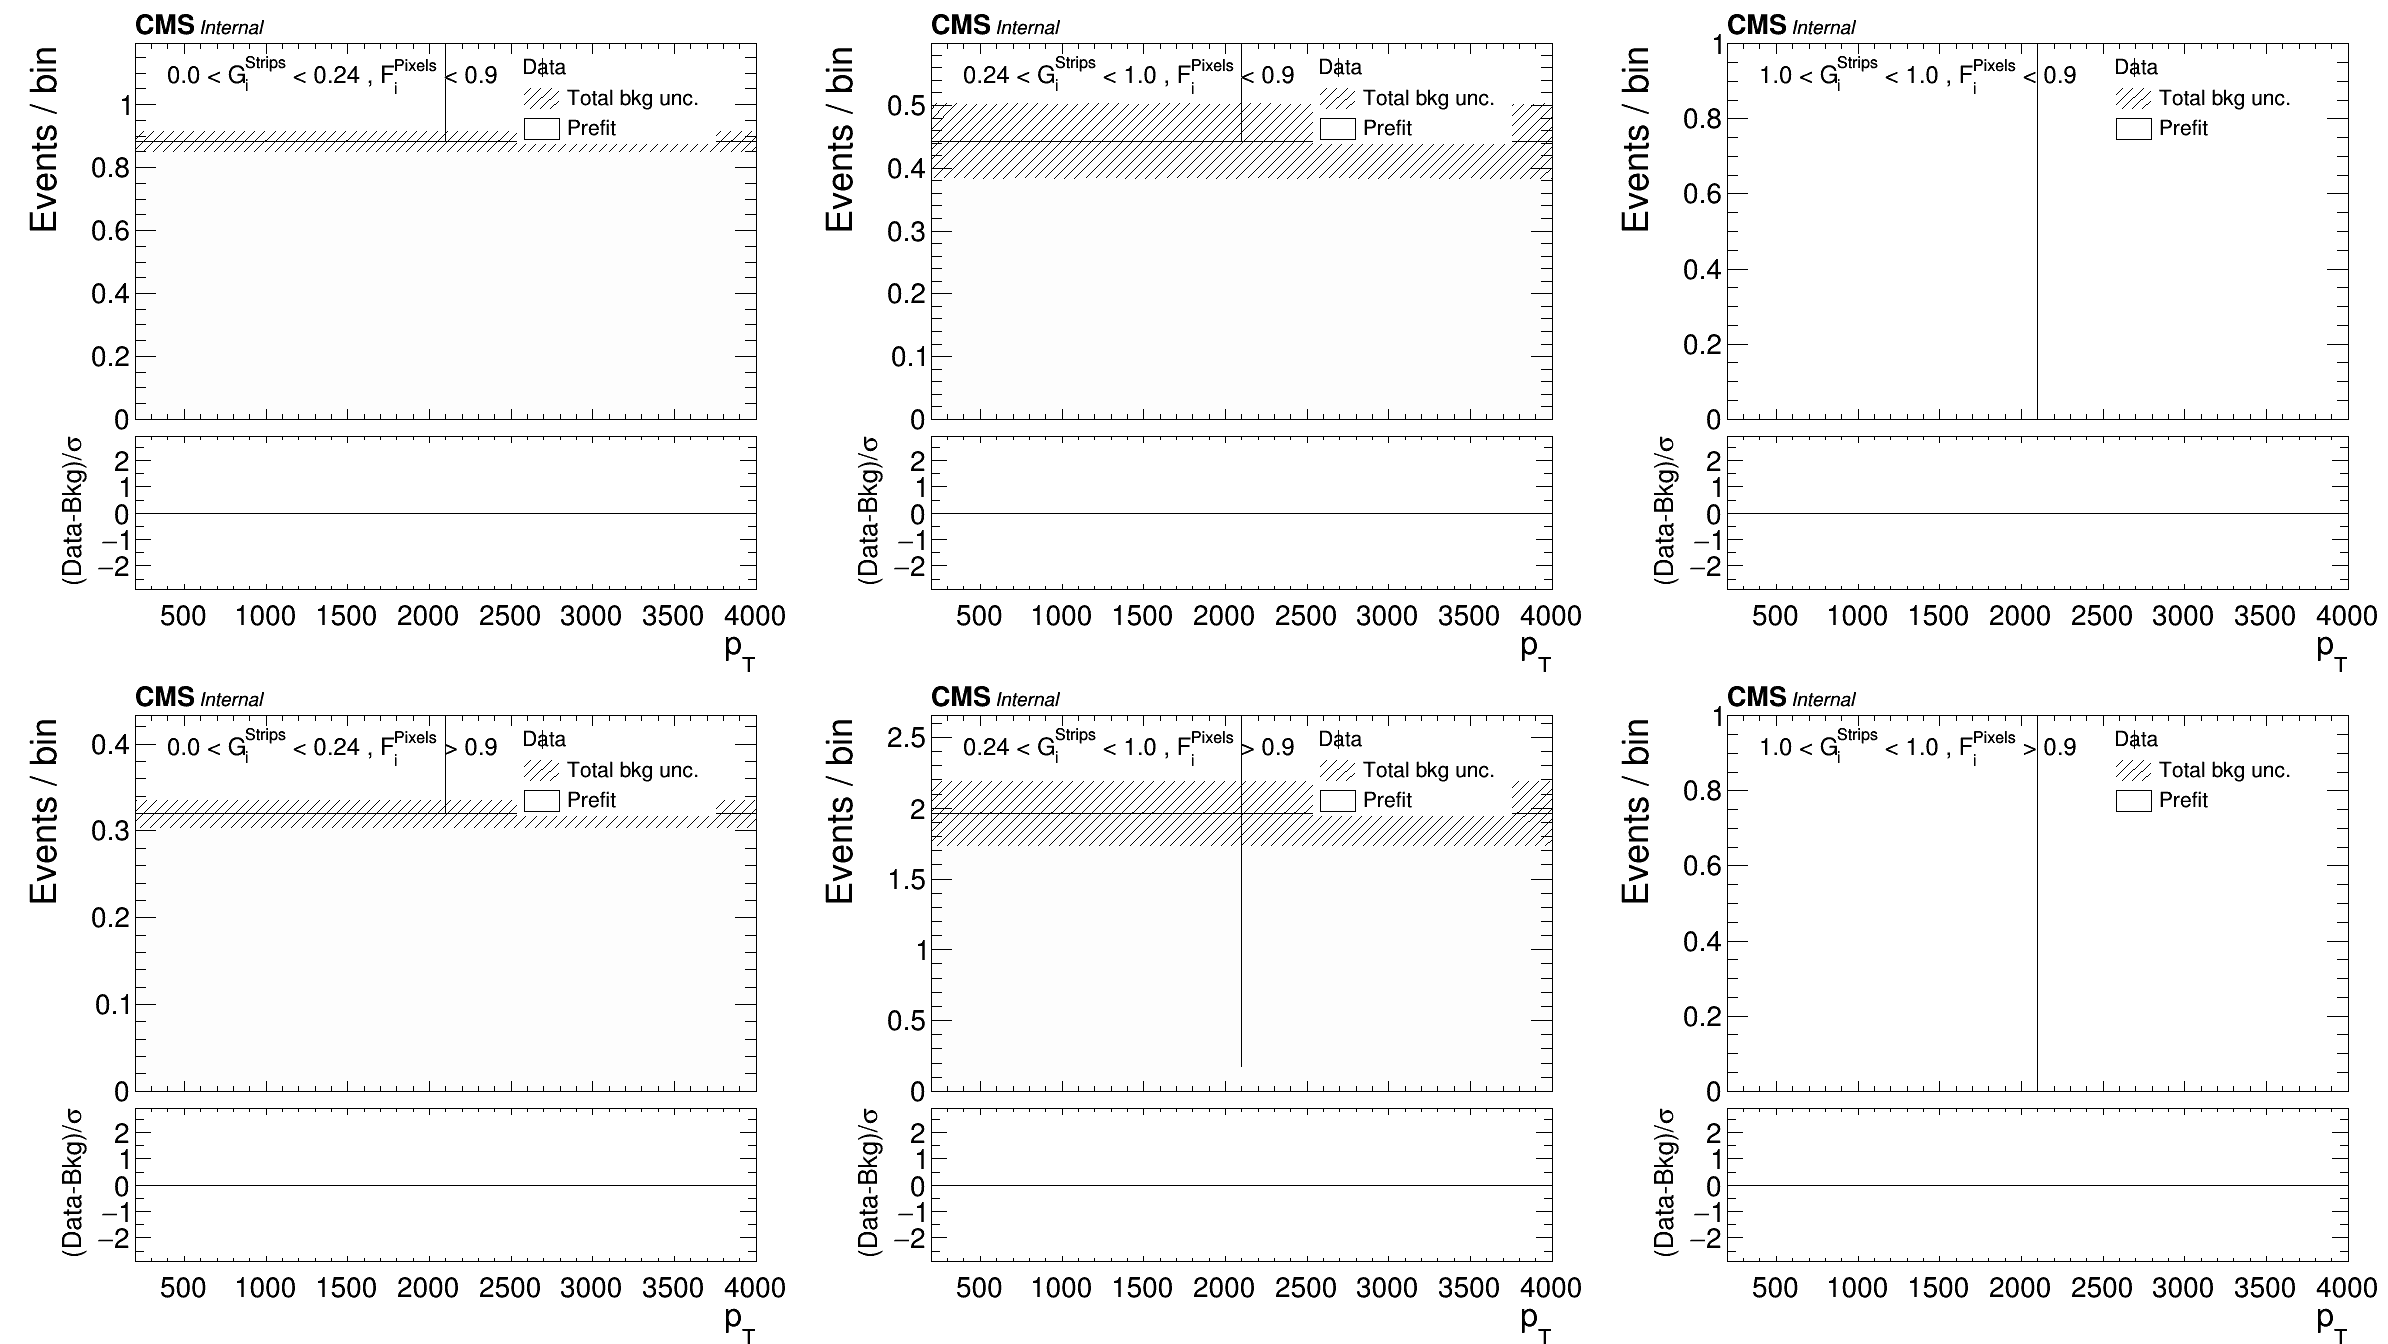 CMS Internal
Events / bin
0.0 < G_i^Strips < 0.24 , F_i^Pixels < 0.9
Data
Total bkg unc.
Prefit
1
0.8
0.6
0.4
0.2
0
(Data-Bkg)/σ
2
1
0
−1
−2
500 1000 1500 2000 2500 3000 3500 4000
p_T
CMS Internal
Events / bin
0.24 < G_i^Strips < 1.0 , F_i^Pixels < 0.9
Data
Total bkg unc.
Prefit
0.5
0.4
0.3
0.2
0.1
0
(Data-Bkg)/σ
2
1
0
−1
−2
500 1000 1500 2000 2500 3000 3500 4000
p_T
CMS Internal
Events / bin
1.0 < G_i^Strips < 1.0 , F_i^Pixels < 0.9
Data
Total bkg unc.
Prefit
1
0.8
0.6
0.4
0.2
0
(Data-Bkg)/σ
2
1
0
−1
−2
500 1000 1500 2000 2500 3000 3500 4000
p_T
CMS Internal
Events / bin
0.0 < G_i^Strips < 0.24 , F_i^Pixels > 0.9
Data
Total bkg unc.
Prefit
0.4
0.3
0.2
0.1
0
(Data-Bkg)/σ
2
1
0
−1
−2
500 1000 1500 2000 2500 3000 3500 4000
p_T
CMS Internal
Events / bin
0.24 < G_i^Strips < 1.0 , F_i^Pixels > 0.9
Data
Total bkg unc.
Prefit
2.5
2
1.5
1
0.5
0
(Data-Bkg)/σ
2
1
0
−1
−2
500 1000 1500 2000 2500 3000 3500 4000
p_T
CMS Internal
Events / bin
1.0 < G_i^Strips < 1.0 , F_i^Pixels > 0.9
Data
Total bkg unc.
Prefit
1
0.8
0.6
0.4
0.2
0
(Data-Bkg)/σ
2
1
0
−1
−2
500 1000 1500 2000 2500 3000 3500 4000
p_T